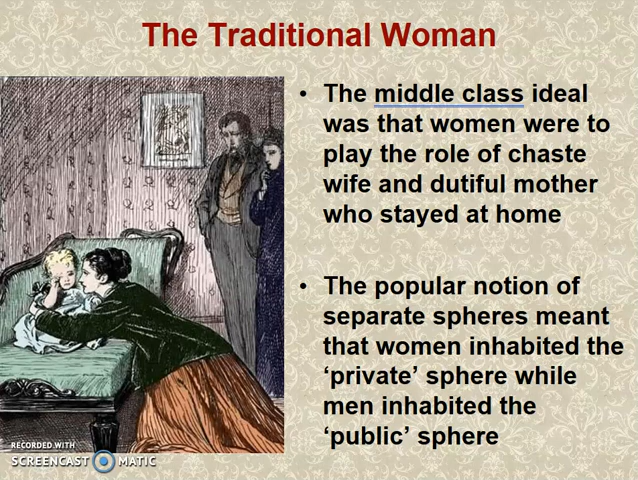 The Traditional Woman
• The middle class ideal
was that women were to
play the role of chaste
wife and dutiful mother
who stayed at home
• The popular notion of
separate spheres meant
that women inhabited the
‘private’ sphere while
men inhabited the
‘public’ sphere
RECORDED WITH
SCREENCAST MATIC